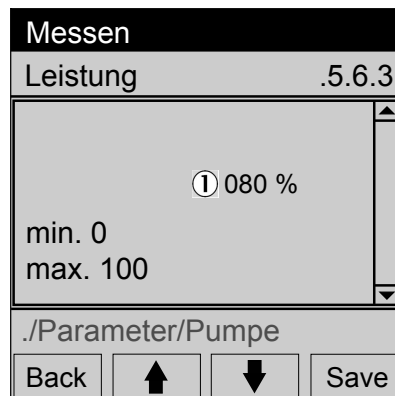 Messen
Leistung .5.6.3
① 080 %
min. 0
max. 100
./Parameter/Pumpe
Back Save